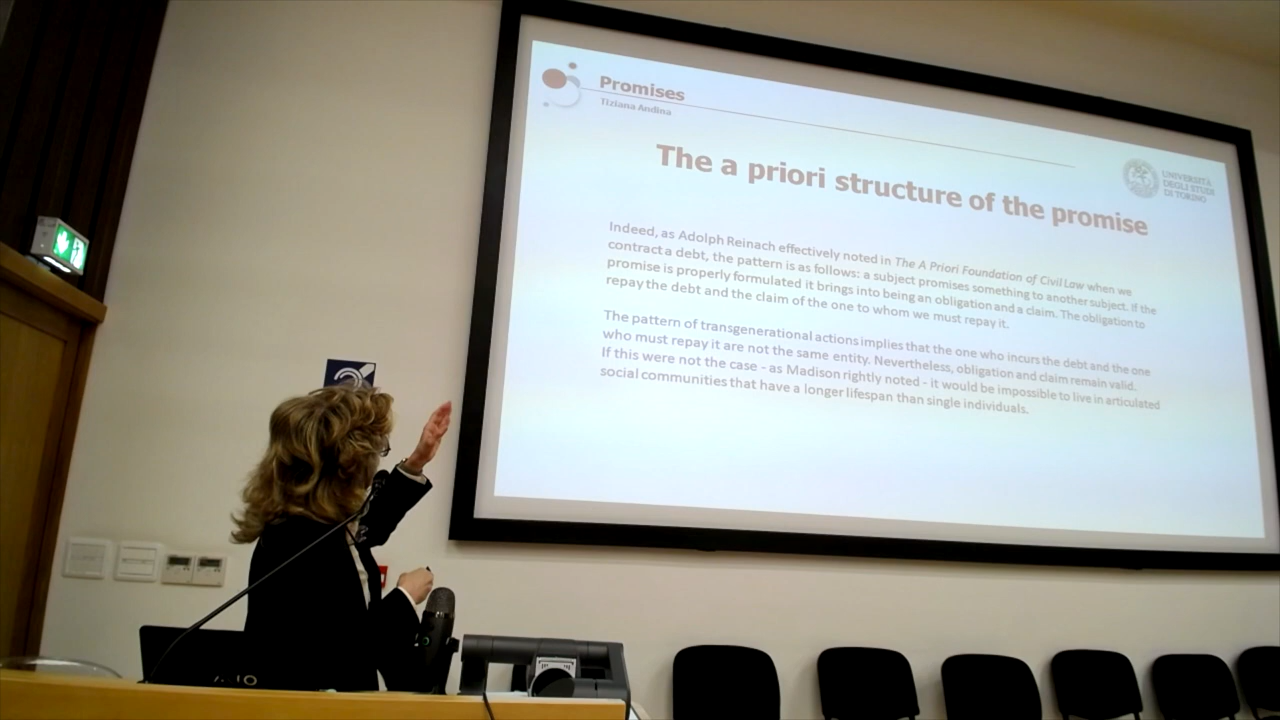 Promises
Tiziana Andina
The a priori structure of the promise
UNIVERSITÀ
DEGLI STUDI
DI TORINO
Indeed, as Adolph Reinach effectively noted in The A Priori Foundation of Civil Law when we
contract a debt, the pattern is as follows: a subject promises something to another subject. If the
promise is properly formulated it brings into being an obligation and a claim. The obligation to
repay the debt and the claim of the one to whom we must repay it.
The pattern of transgenerational actions implies that the one who incurs the debt and the one
who must repay it are not the same entity. Nevertheless, obligation and claim remain valid.
If this were not the case - as Madison rightly noted - it would be impossible to live in articulated
social communities that have a longer lifespan than single individuals.